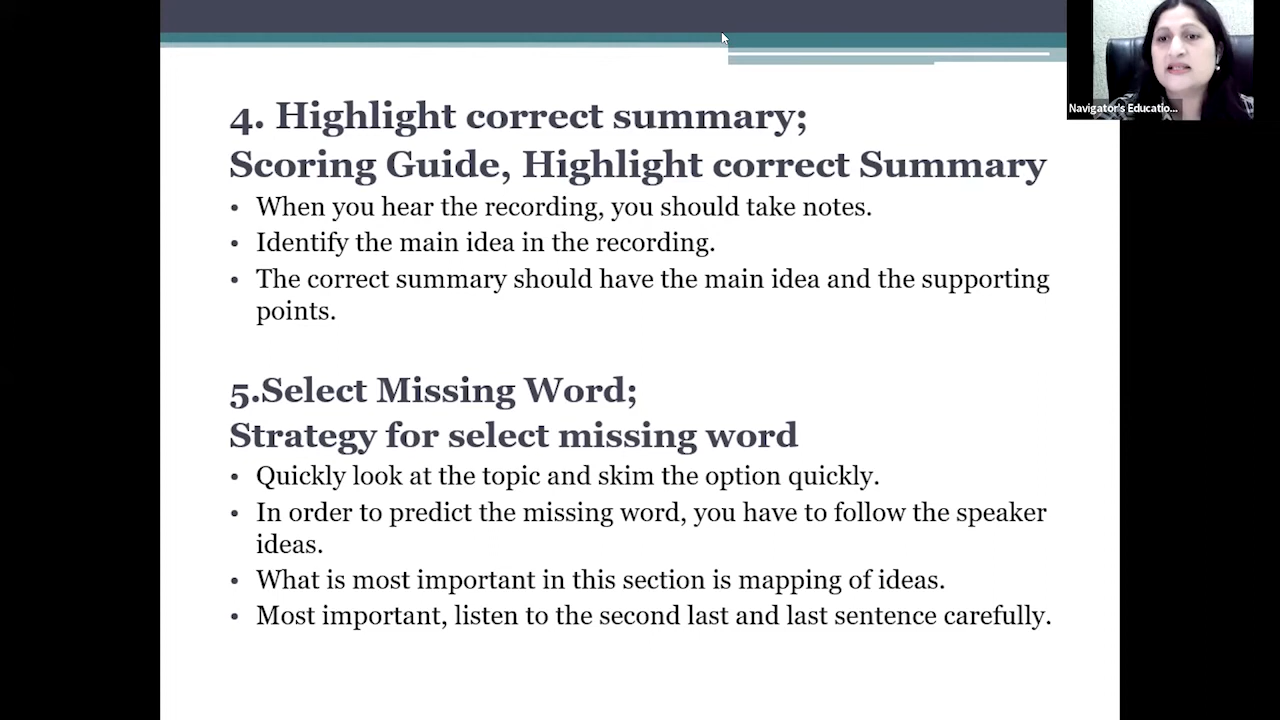 4. Highlight correct summary;
Scoring Guide, Highlight correct Summary
• When you hear the recording, you should take notes.
• Identify the main idea in the recording.
• The correct summary should have the main idea and the supporting
points.
5.Select Missing Word;
Strategy for select missing word
• Quickly look at the topic and skim the option quickly.
• In order to predict the missing word, you have to follow the speaker
ideas.
• What is most important in this section is mapping of ideas.
• Most important, listen to the second last and last sentence carefully.
Navigator's Educatio...